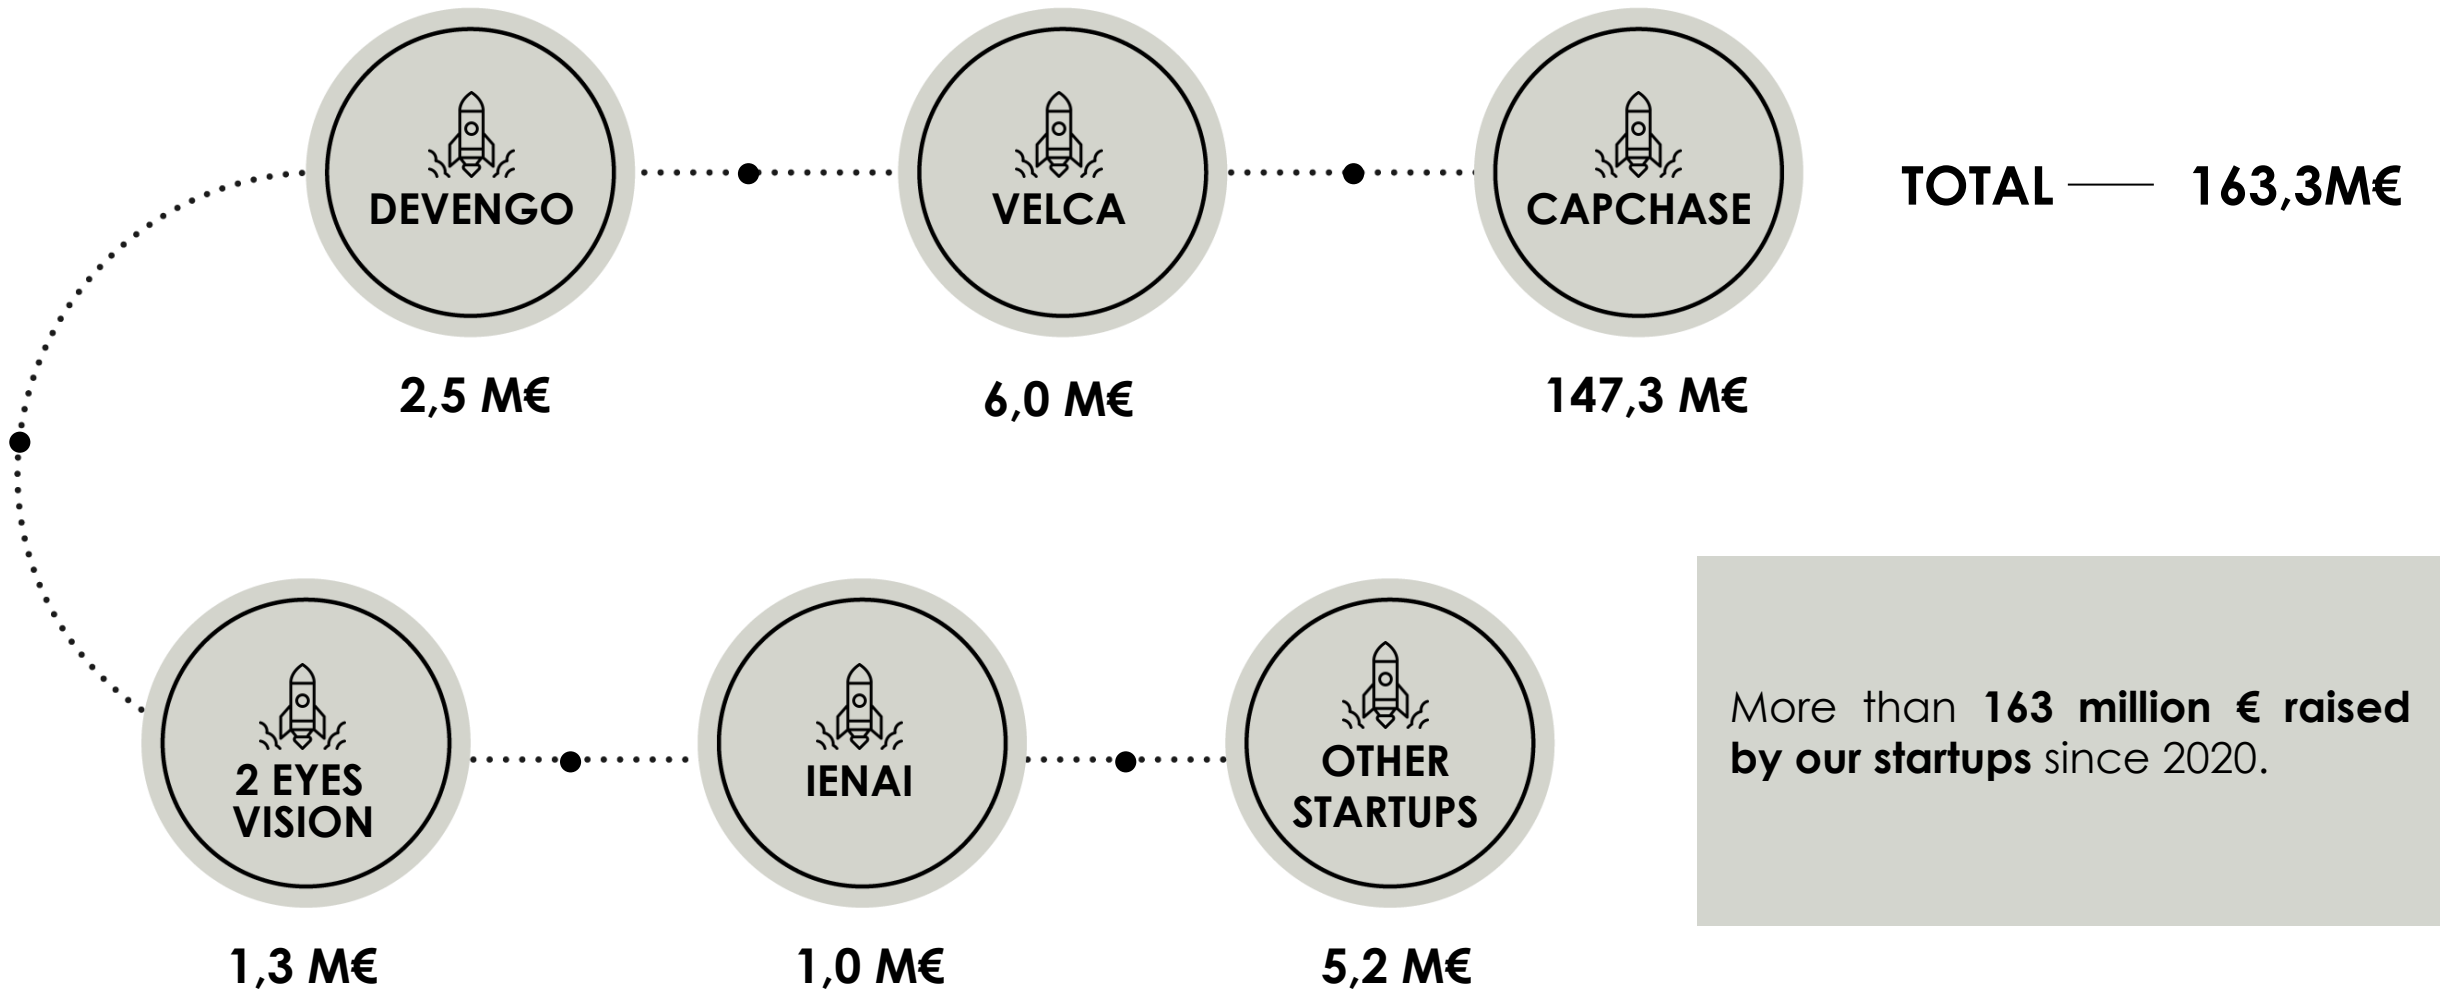 DEVENGO
2,5 M€
VELCA
6,0 M€
CAPCHASE
147,3 M€
TOTAL
163,3M€
2 EYES
VISION
1,3 M€
IENAI
1,0 M€
OTHER
STARTUPS
5,2 M€
More than 163 million € raised
by our startups since 2020.